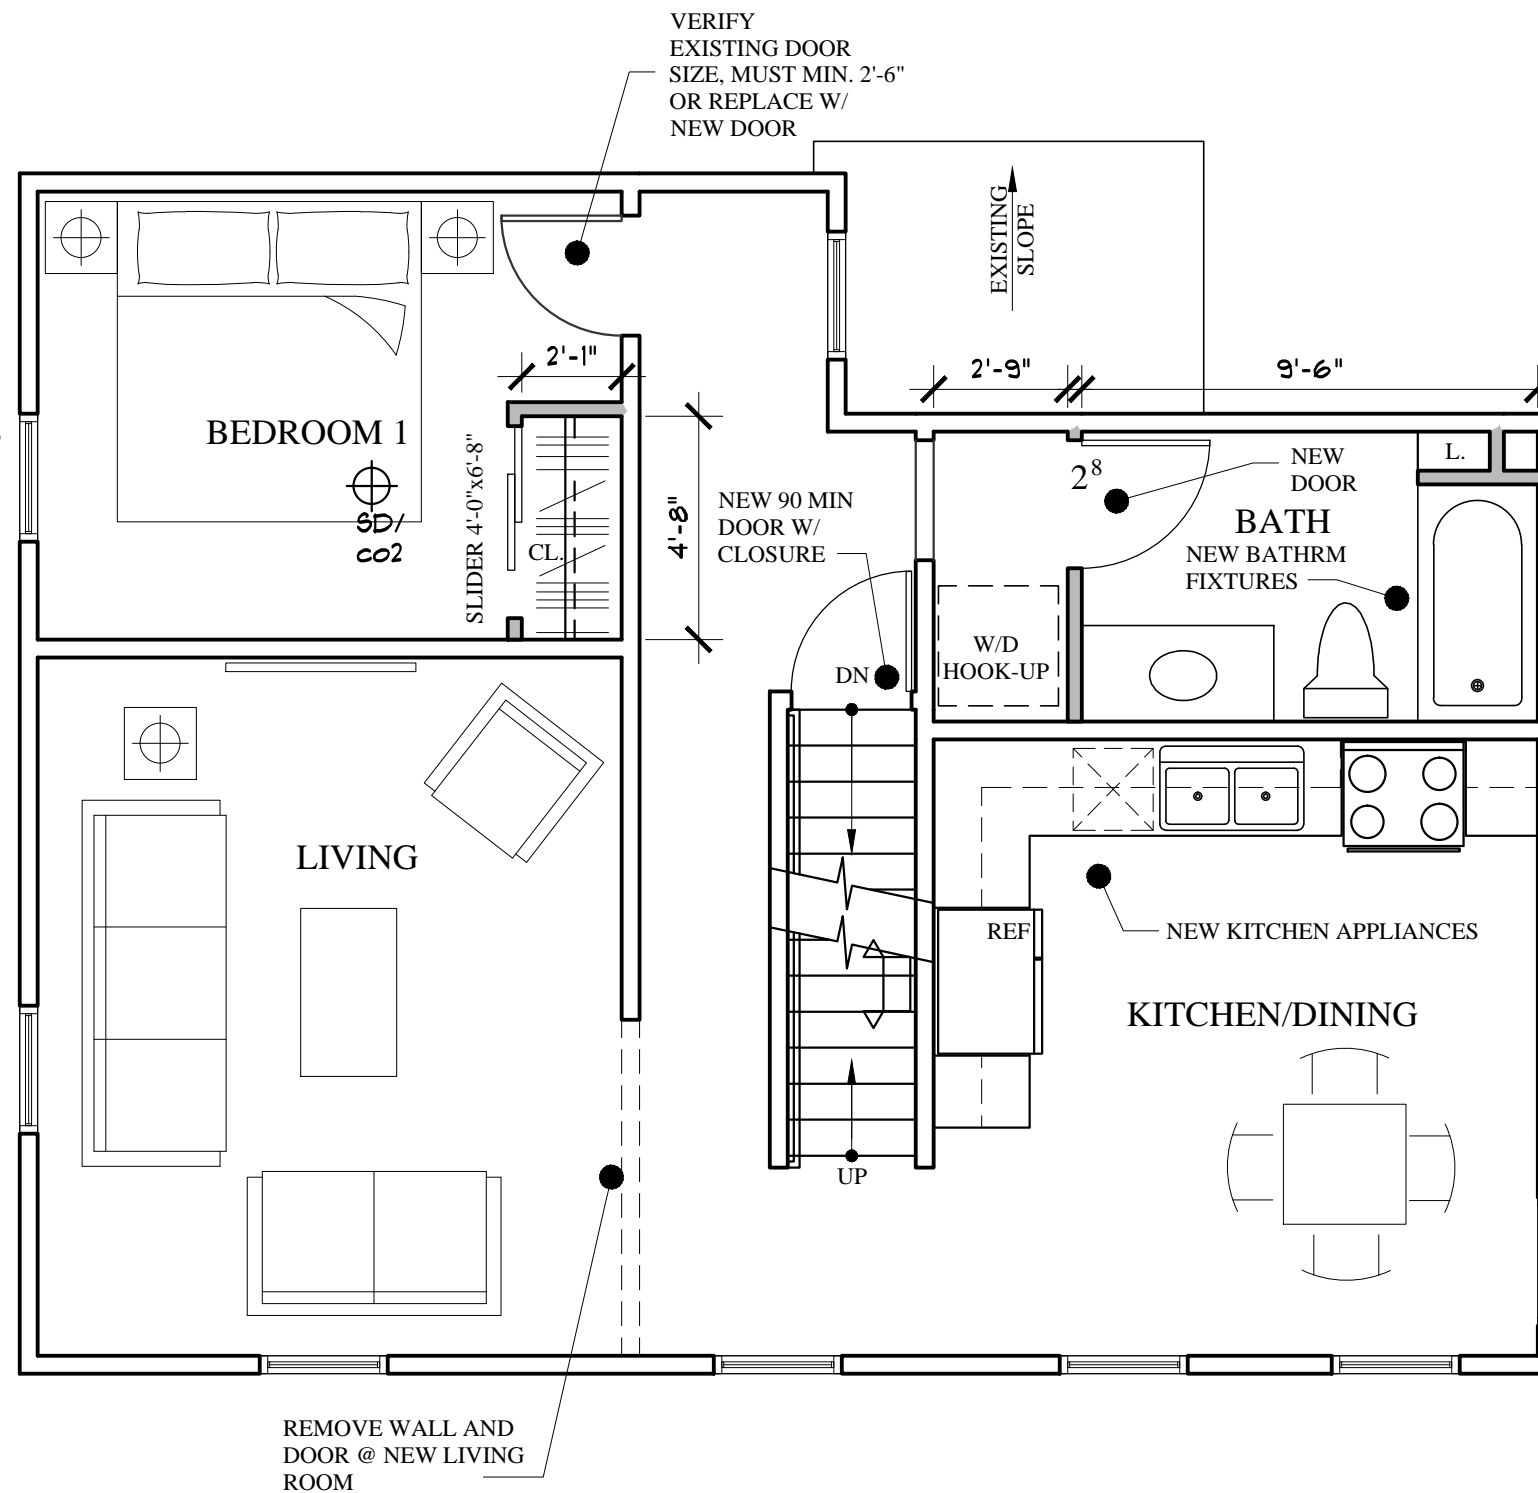 VERIFY
EXISTING DOOR
SIZE, MUST MIN. 2'-6"
OR REPLACE W/
NEW DOOR
EXISTING
SLOPE
2'-1"
2'-9"
9'-6"
BEDROOM 1
SD/
CO2
SLIDER 4'-0"x6'-8"
CL.
4'-8"
NEW 90 MIN
DOOR W/
CLOSURE
2⁸
NEW
DOOR
L.
BATH
NEW BATHRM
FIXTURES
W/D
HOOK-UP
DN
LIVING
REF
NEW KITCHEN APPLIANCES
KITCHEN/DINING
UP
REMOVE WALL AND
DOOR @ NEW LIVING
ROOM